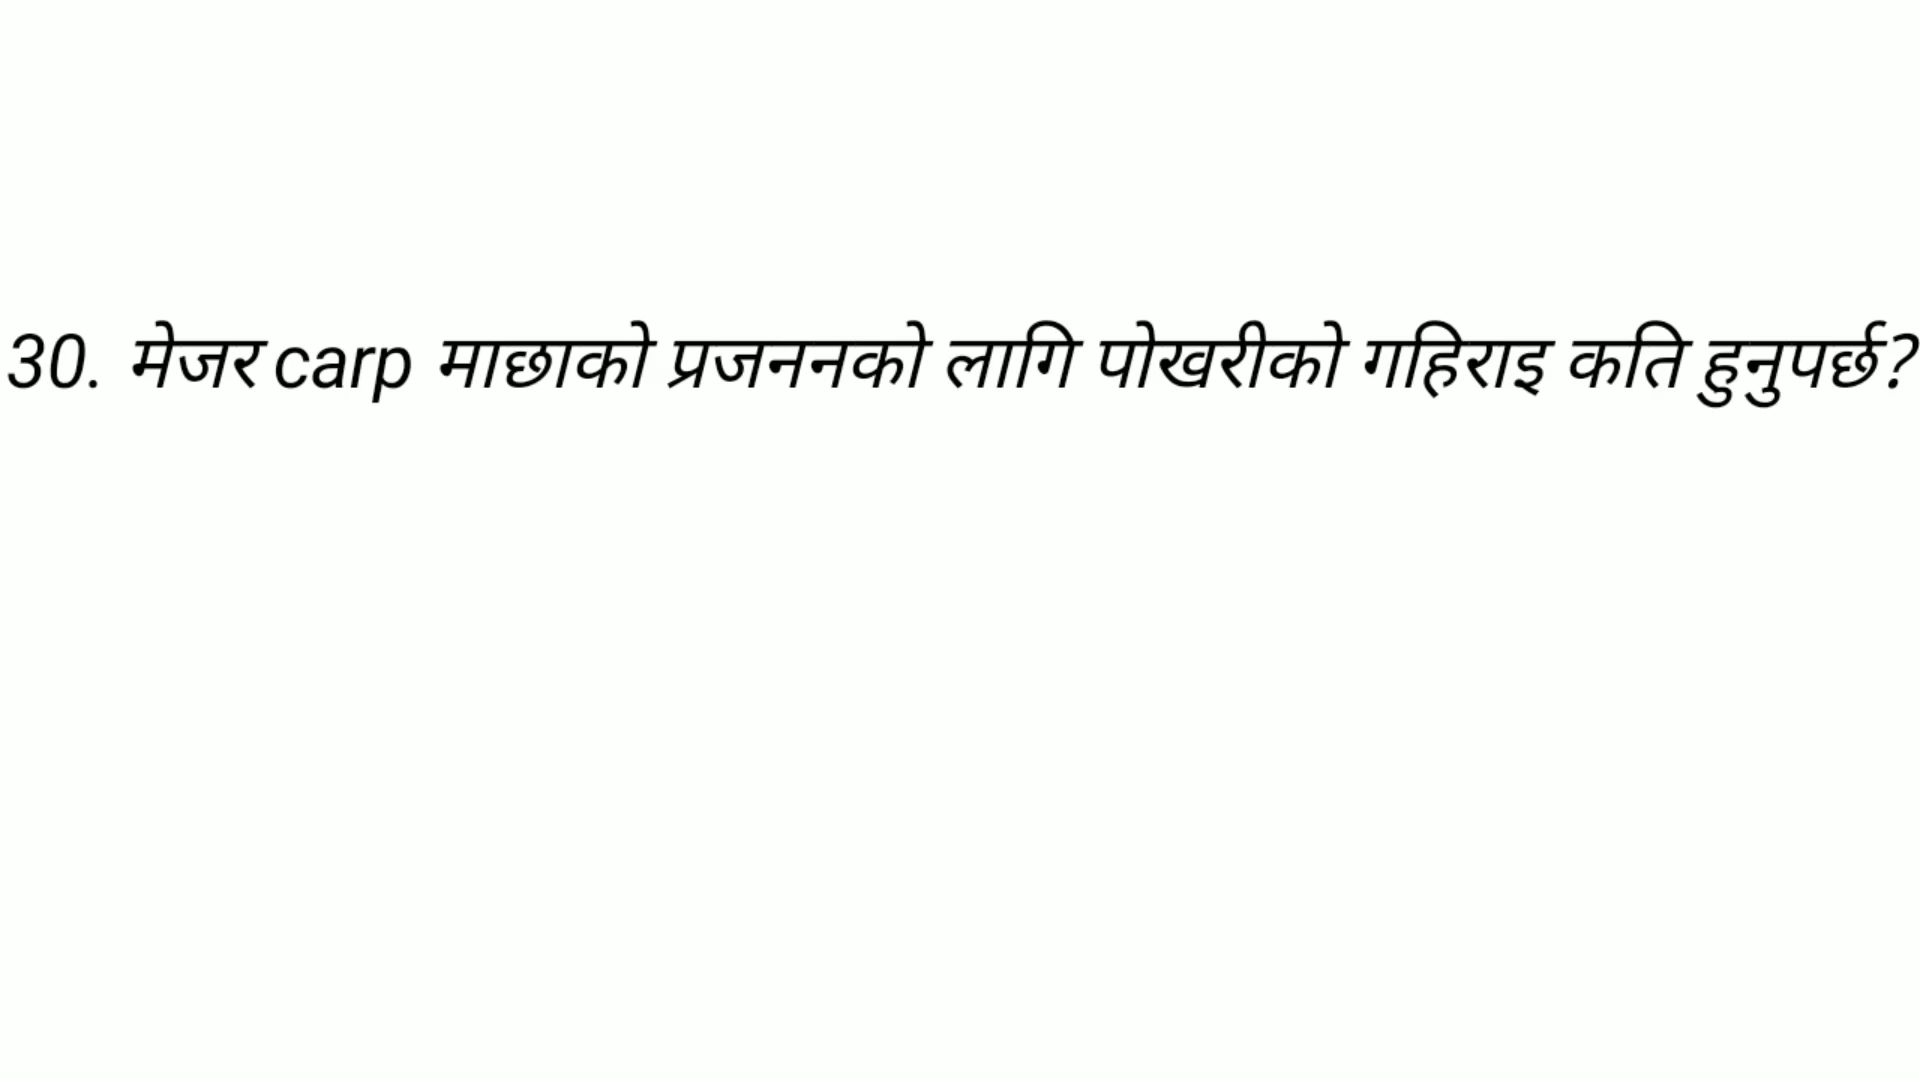 30. मेजर carp माछाको प्रजननको लागि पोखरीको गहिराइ कति हुनुपर्छ?